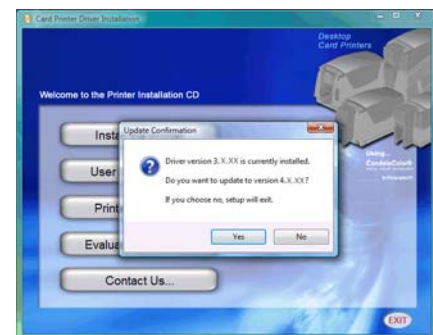 Card Printer Driver Installation
Desktop
Card Printers
Welcome to the Printer Installation CD
Insta
Update Confirmation
Driver version 3.X.XX is currently installed.
Do you want to update to version 4.X.XX?
If you choose no, setup will exit.
User
Print
Yes
No
Evalua
Contact Us...
EXIT